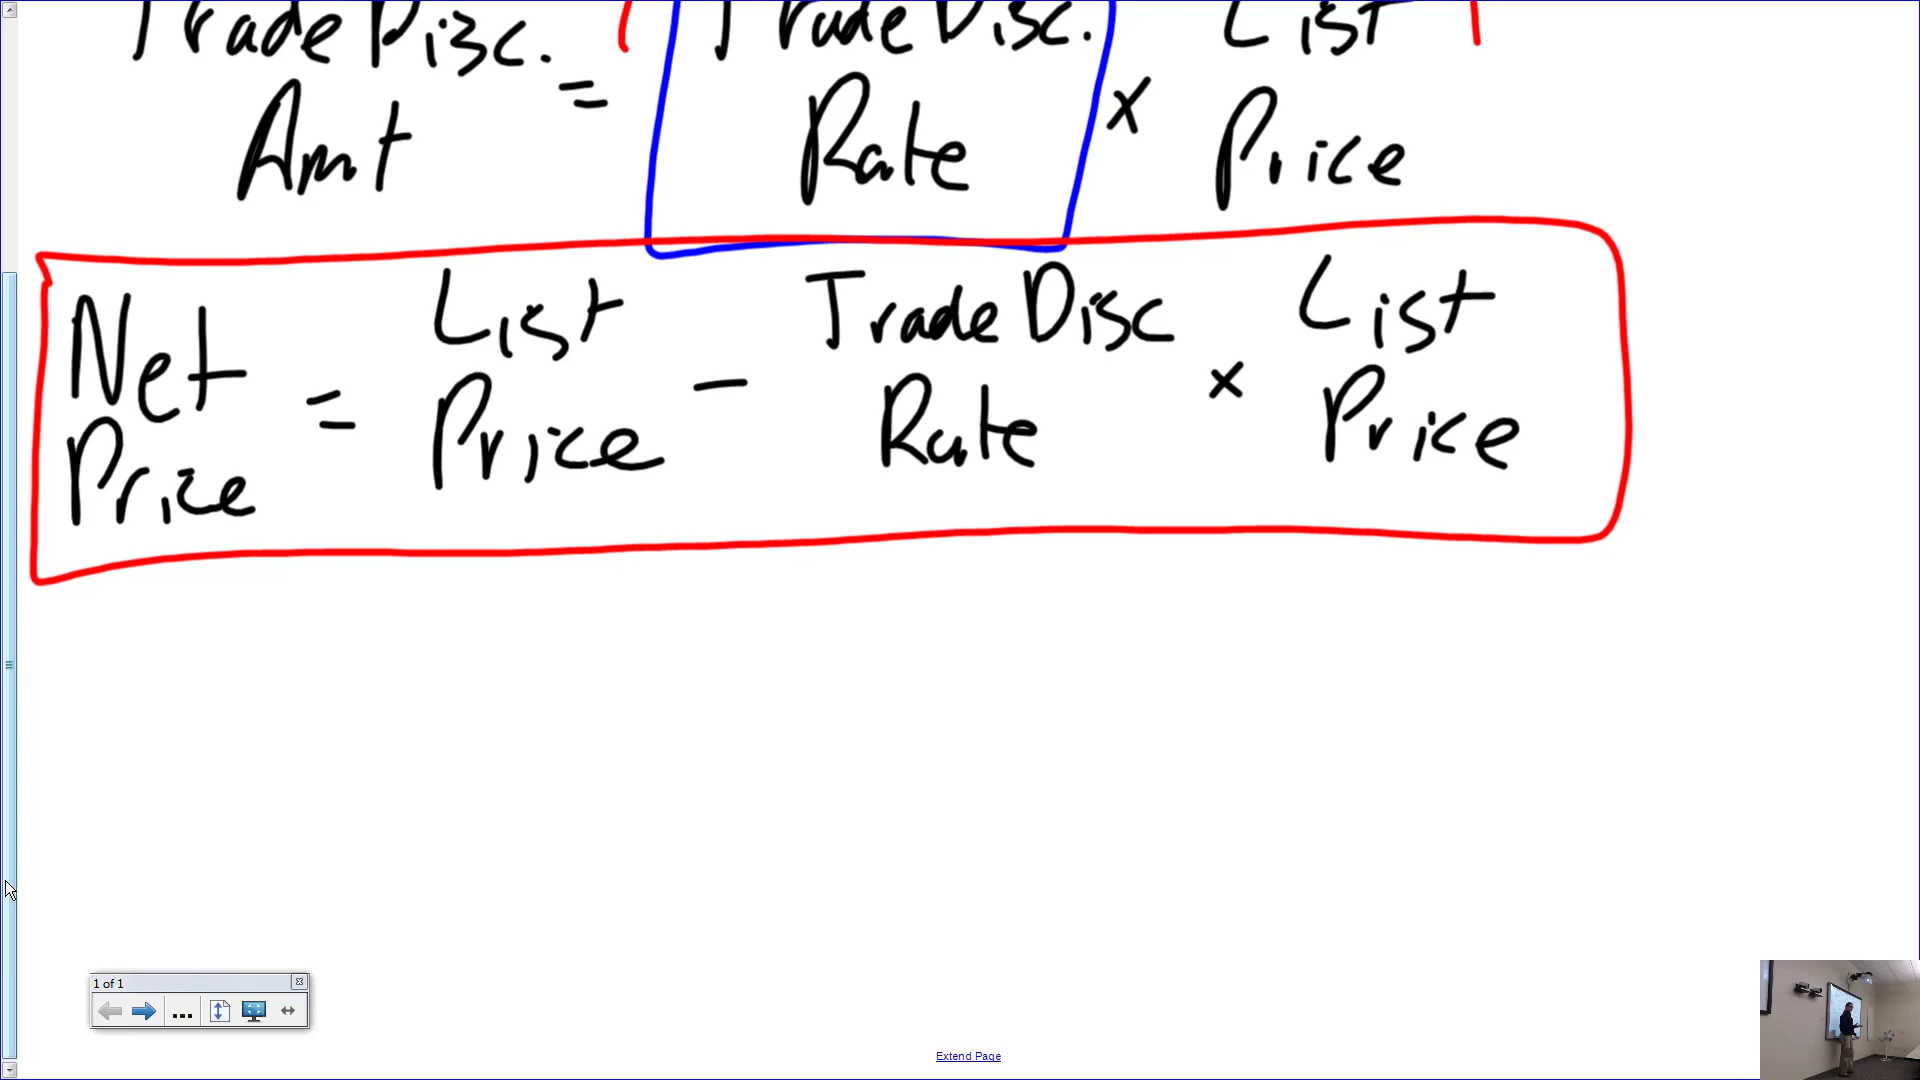 Trade Disc. = Trade Disc. x List
Amt Rate Price
Net List Trade Disc List
Price = Price - Rate x Price
1 of 1
...
Extend Page